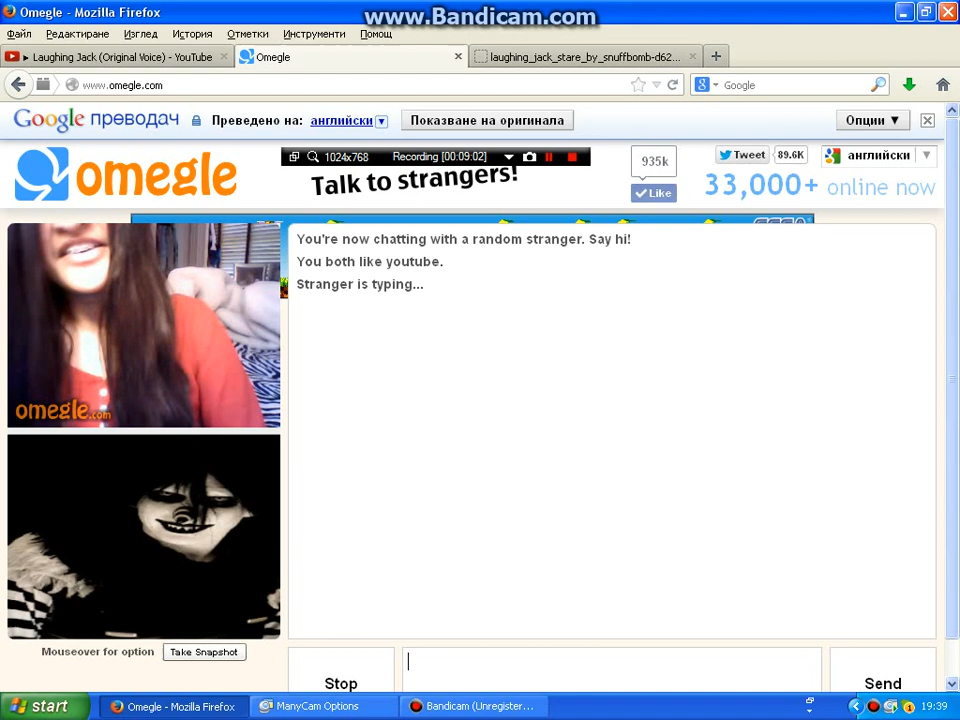 Omegle - Mozilla Firefox
www.Bandicam.com
Файл Редактиране Изглед История Отметки Инструменти Помощ
Laughing Jack (Original Voice) - YouTube
Omegle
laughing_jack_stare_by_snuffbomb-d62...
www.omegle.com
Google
Google преводач
Преведено на: английски
Показване на оригинала
Опции ▼
omegle
1024x768 Recording [00:09:02]
Talk to strangers!
935k
Like
Tweet 89.6K
английски
33,000+ online now
You're now chatting with a random stranger. Say hi!
You both like youtube.
Stranger is typing...
omegle.com
Mouseover for option
Take Snapshot
Stop
Send
start
Omegle - Mozilla Firefox
ManyCam Options
Bandicam (Unregister...
19:39